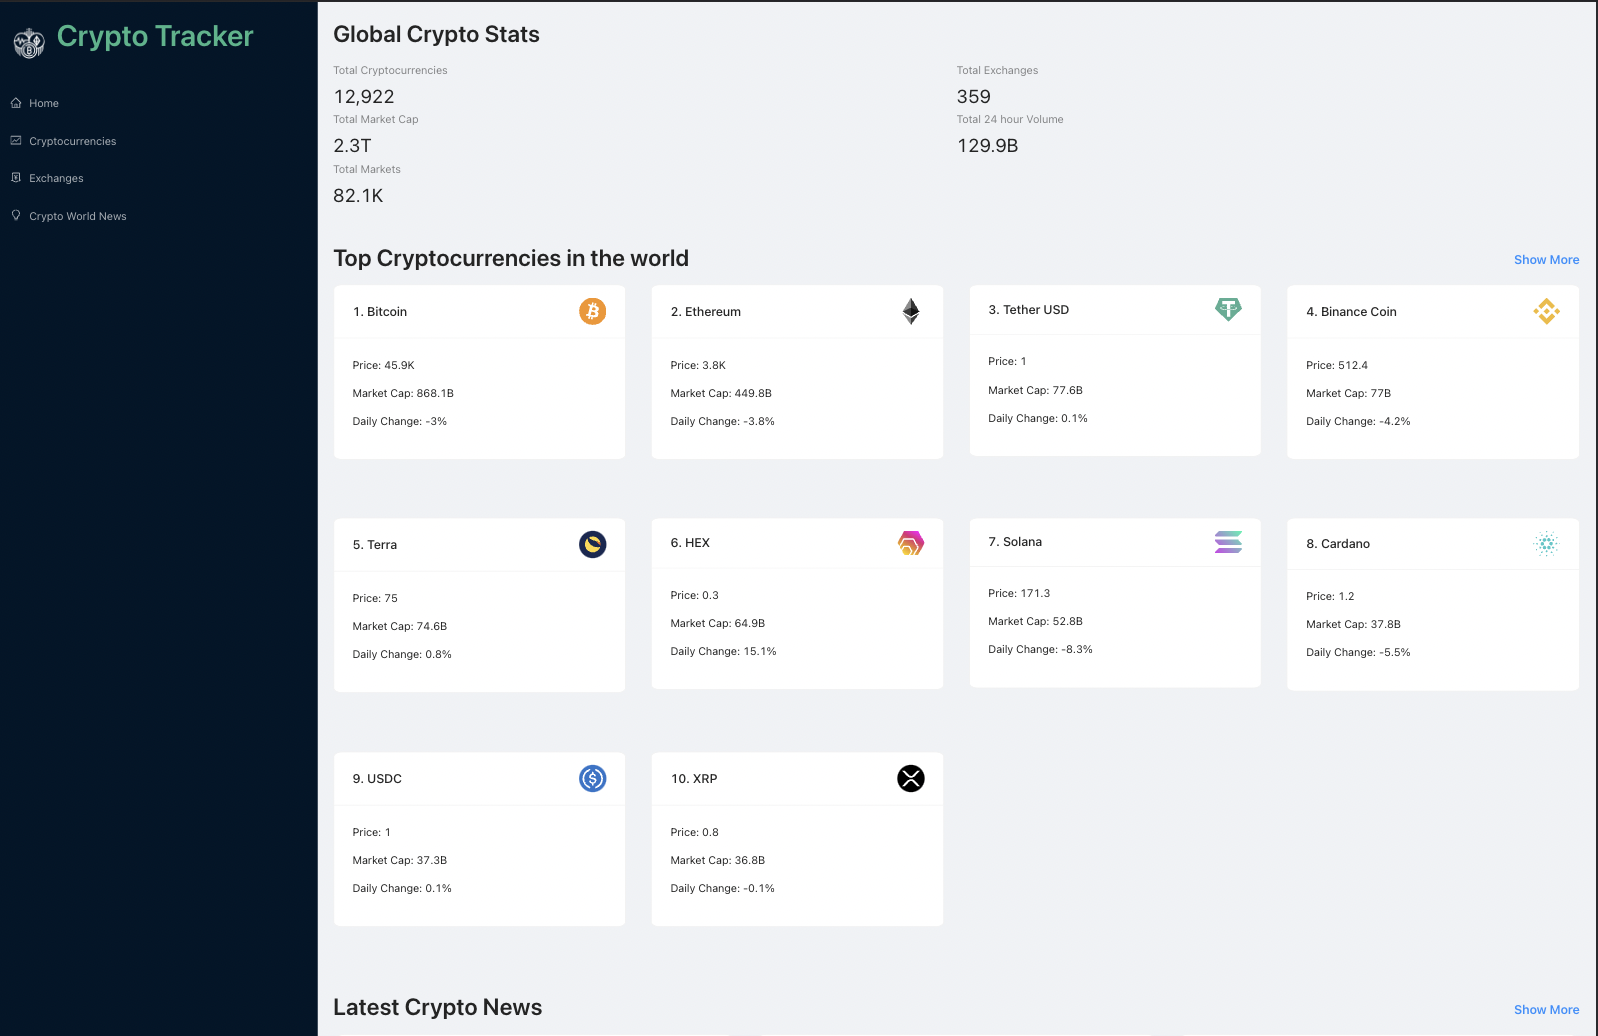 Crypto Tracker
Home
Cryptocurrencies
Exchanges
Crypto World News
Global Crypto Stats
Total Cryptocurrencies
12,922
Total Exchanges
359
Total Market Cap
2.3T
Total 24 hour Volume
129.9B
Total Markets
82.1K
Top Cryptocurrencies in the world
Show More
1. Bitcoin
Price: 45.9K
Market Cap: 868.1B
Daily Change: -3%
2. Ethereum
Price: 3.8K
Market Cap: 449.8B
Daily Change: -3.8%
3. Tether USD
Price: 1
Market Cap: 77.6B
Daily Change: 0.1%
4. Binance Coin
Price: 512.4
Market Cap: 77B
Daily Change: -4.2%
5. Terra
Price: 75
Market Cap: 74.6B
Daily Change: 0.8%
6. HEX
Price: 0.3
Market Cap: 64.9B
Daily Change: 15.1%
7. Solana
Price: 171.3
Market Cap: 52.8B
Daily Change: -8.3%
8. Cardano
Price: 1.2
Market Cap: 37.8B
Daily Change: -5.5%
9. USDC
Price: 1
Market Cap: 37.3B
Daily Change: 0.1%
10. XRP
Price: 0.8
Market Cap: 36.8B
Daily Change: -0.1%
Latest Crypto News
Show More